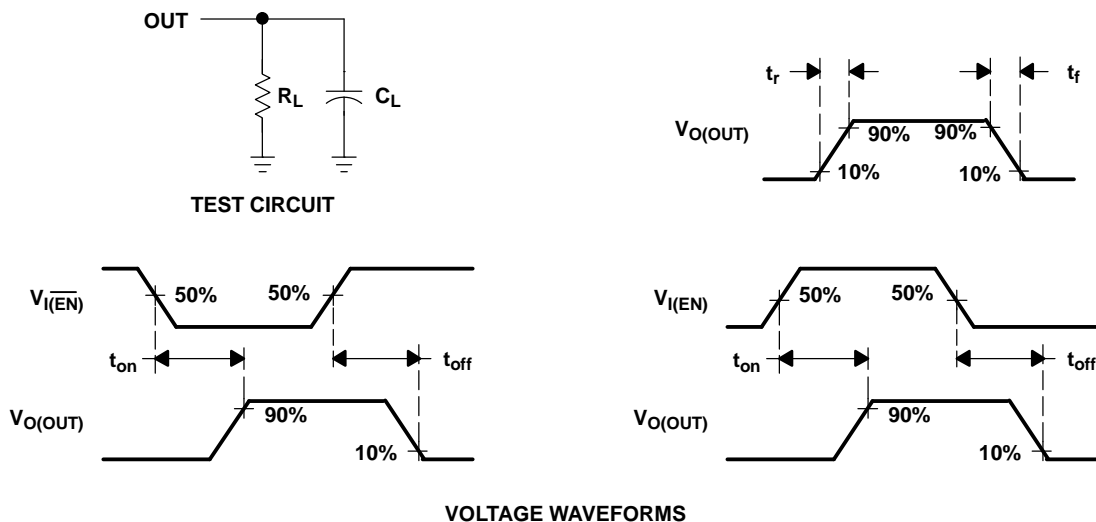 OUT
RL
CL
TEST CIRCUIT
tr
tf
VO(OUT)
90%
90%
10%
10%
VI(E̅N̅)
50%
50%
ton
toff
VO(OUT)
90%
10%
VI(EN)
50%
50%
ton
toff
VO(OUT)
90%
10%
VOLTAGE WAVEFORMS